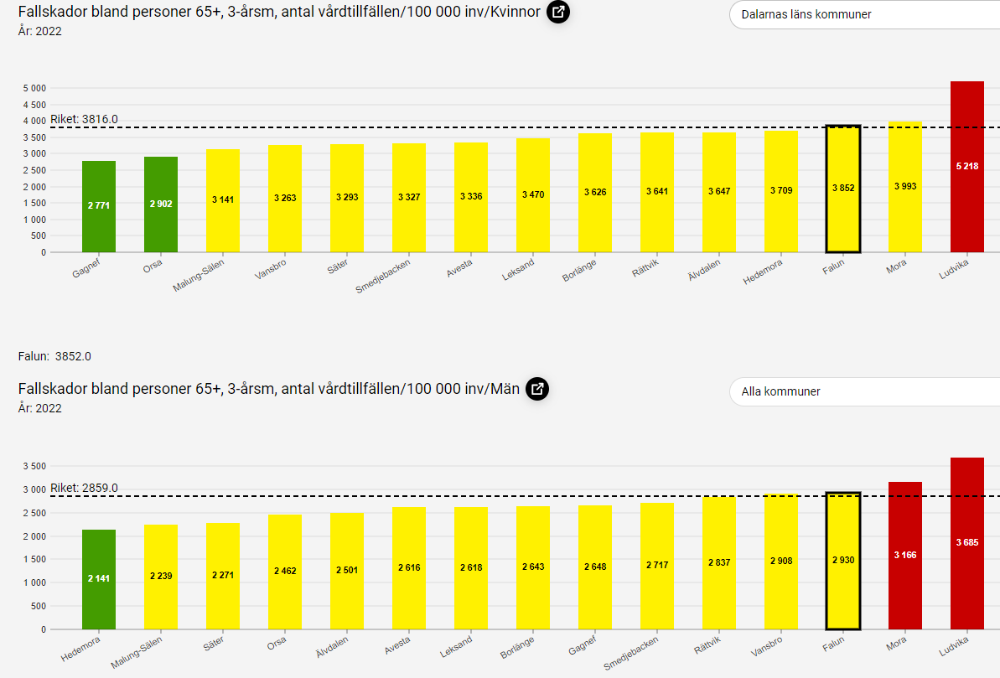 Fallskador bland personer 65+, 3-årsm, antal vårdtillfällen/100 000 inv/Kvinnor
Dalarnas läns kommuner
År: 2022
5 000
4 500
4 000
Riket: 3816.0
3 500
3 000
2 500
2 000
1 500
1 000
500
0
2 771
2 902
3 141
3 263
3 293
3 327
3 336
3 470
3 626
3 641
3 647
3 709
3 852
3 993
5 218
Gagnef
Orsa
Malung-Sälen
Vansbro
Säter
Smedjebacken
Avesta
Leksand
Borlänge
Rättvik
Älvdalen
Hedemora
Falun
Mora
Ludvika
Falun: 3852.0
Fallskador bland personer 65+, 3-årsm, antal vårdtillfällen/100 000 inv/Män
Alla kommuner
År: 2022
3 500
3 000
Riket: 2859.0
2 500
2 000
1 500
1 000
500
0
2 141
2 239
2 271
2 462
2 501
2 616
2 618
2 643
2 648
2 717
2 837
2 908
2 930
3 166
3 685
Hedemora
Malung-Sälen
Säter
Orsa
Älvdalen
Avesta
Leksand
Borlänge
Gagnef
Smedjebacken
Rättvik
Vansbro
Falun
Mora
Ludvika